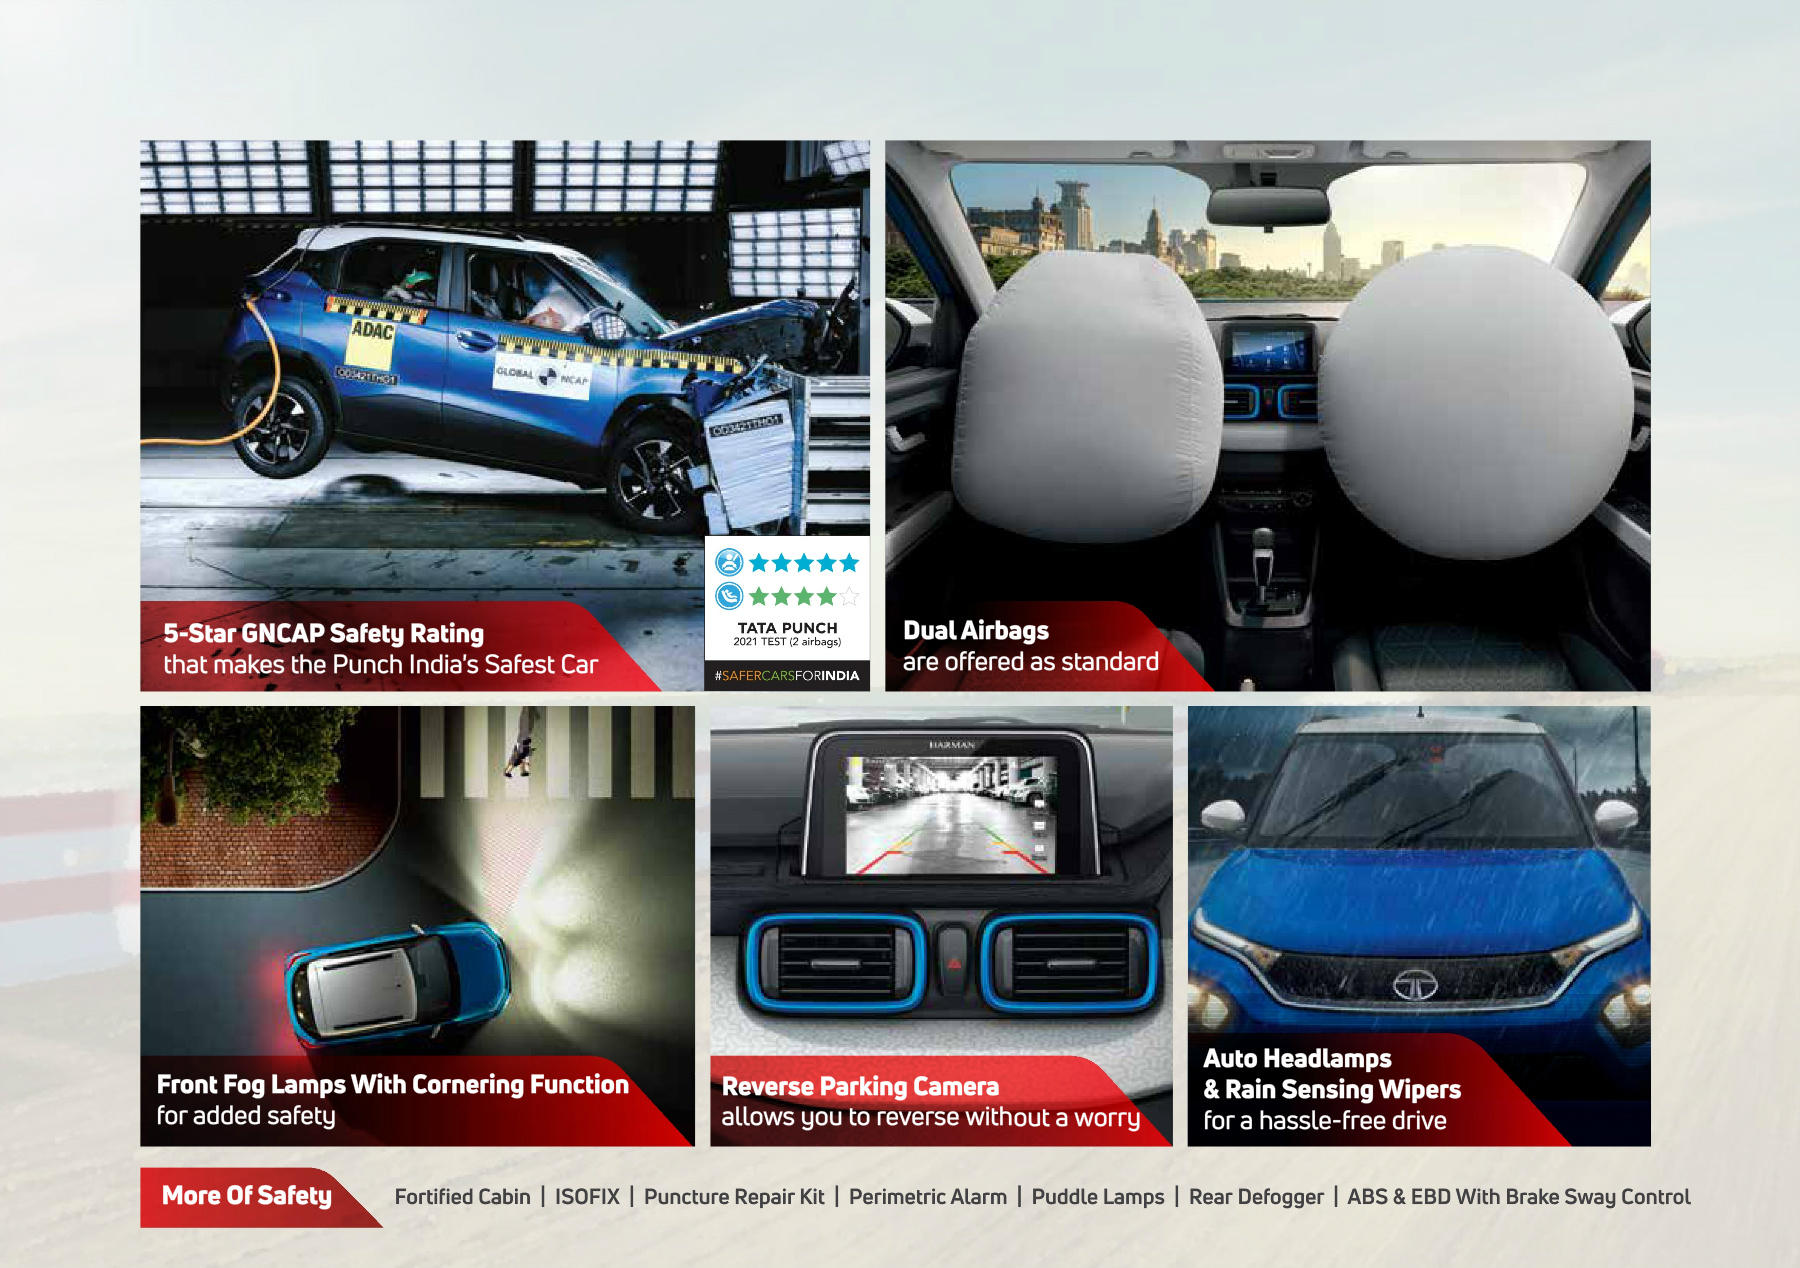 ADAC
OD3421TH01
GLOBAL NCAP
OD3421TH01
TATA PUNCH
2021 TEST (2 airbags)
#SAFERCARSFORINDIA
5-Star GNCAP Safety Rating
that makes the Punch India's Safest Car
Dual Airbags
are offered as standard
Front Fog Lamps With Cornering Function
for added safety
HARMAN
Reverse Parking Camera
allows you to reverse without a worry
Auto Headlamps
& Rain Sensing Wipers
for a hassle-free drive
More Of Safety
Fortified Cabin | ISOFIX | Puncture Repair Kit | Perimetric Alarm | Puddle Lamps | Rear Defogger | ABS & EBD With Brake Sway Control